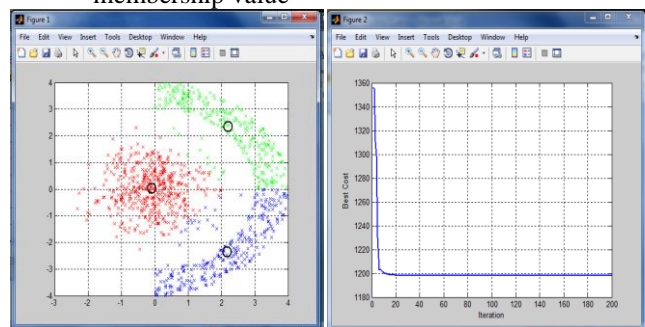 membership value
Figure 1
File Edit View Insert Tools Desktop Window Help
4
3
2
1
0
-1
-2
-3
-4
-3 -2 -1 0 1 2 3 4
Figure 2
File Edit View Insert Tools Desktop Window Help
1360
1340
1320
1300
1280
1260
1240
1220
1200
1180
0 20 40 60 80 100 120 140 160 180 200
Best Cost
Iteration